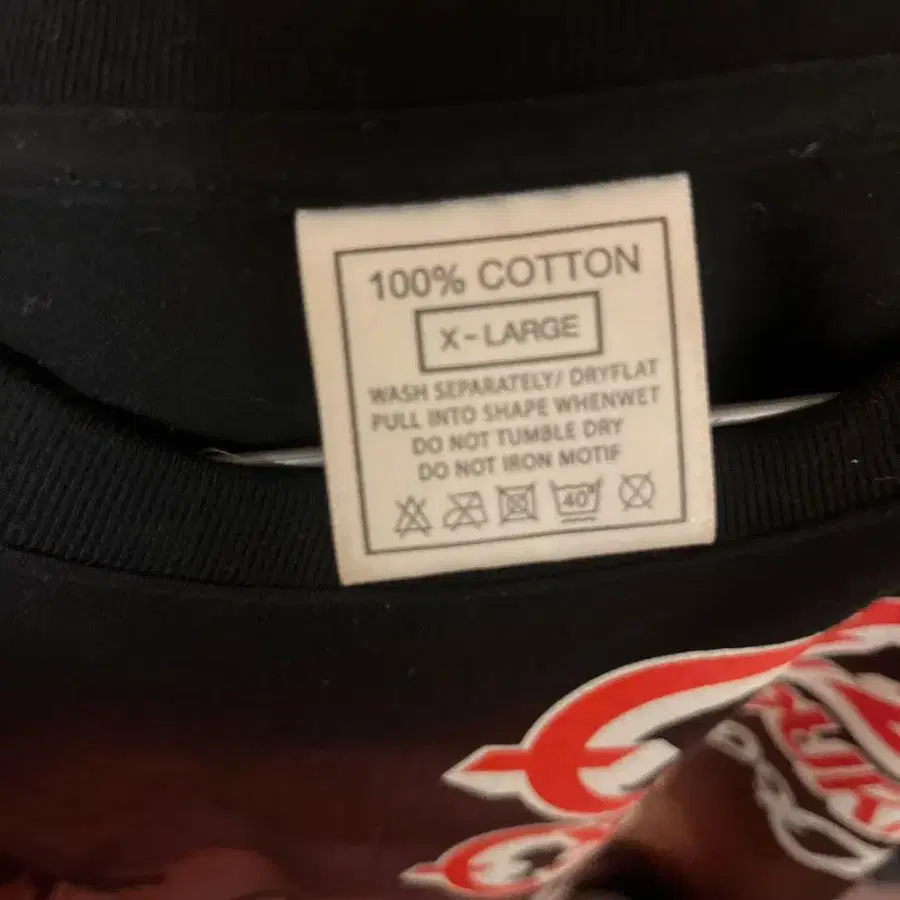 100% COTTON
X-LARGE
WASH SEPARATELY/ DRYFLAT
PULL INTO SHAPE WHENWET
DO NOT TUMBLE DRY
DO NOT IRON MOTIF
40°